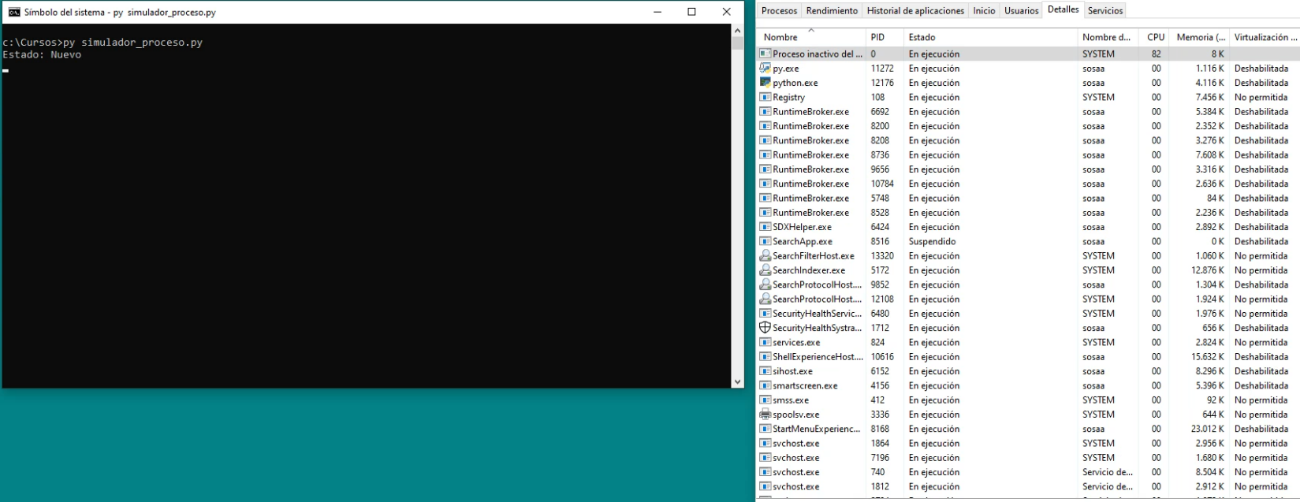 Símbolo del sistema - py simulador_proceso.py
c:\Cursos>py simulador_proceso.py
Estado: Nuevo
Procesos Rendimiento Historial de aplicaciones Inicio Usuarios Detalles Servicios
Nombre PID Estado Nombre d... CPU Memoria (... Virtualización ...
Proceso inactivo del ... 0 En ejecución SYSTEM 82 8 K
py.exe 11272 En ejecución sosaa 00 1.116 K Deshabilitada
python.exe 12176 En ejecución sosaa 00 4.116 K Deshabilitada
Registry 108 En ejecución SYSTEM 00 7.456 K No permitida
RuntimeBroker.exe 6692 En ejecución sosaa 00 5.384 K Deshabilitada
RuntimeBroker.exe 8200 En ejecución sosaa 00 2.352 K Deshabilitada
RuntimeBroker.exe 8208 En ejecución sosaa 00 3.276 K Deshabilitada
RuntimeBroker.exe 8736 En ejecución sosaa 00 7.608 K Deshabilitada
RuntimeBroker.exe 9656 En ejecución sosaa 00 3.316 K Deshabilitada
RuntimeBroker.exe 10784 En ejecución sosaa 00 2.636 K Deshabilitada
RuntimeBroker.exe 5748 En ejecución sosaa 00 84 K Deshabilitada
RuntimeBroker.exe 8528 En ejecución sosaa 00 2.236 K Deshabilitada
SDXHelper.exe 6424 En ejecución sosaa 00 2.892 K Deshabilitada
SearchApp.exe 8516 Suspendido sosaa 00 0 K Deshabilitada
SearchFilterHost.exe 13320 En ejecución SYSTEM 00 1.060 K No permitida
SearchIndexer.exe 5172 En ejecución SYSTEM 00 12.876 K No permitida
SearchProtocolHost.... 9852 En ejecución sosaa 00 1.304 K Deshabilitada
SearchProtocolHost.... 12108 En ejecución SYSTEM 00 1.924 K No permitida
SecurityHealthServic... 6480 En ejecución SYSTEM 00 1.976 K No permitida
SecurityHealthSystra... 1712 En ejecución sosaa 00 656 K Deshabilitada
services.exe 824 En ejecución SYSTEM 00 2.824 K No permitida
ShellExperienceHost.... 10616 En ejecución sosaa 00 15.632 K Deshabilitada
sihost.exe 6152 En ejecución sosaa 00 8.296 K Deshabilitada
smartscreen.exe 4156 En ejecución sosaa 00 5.396 K Deshabilitada
smss.exe 412 En ejecución SYSTEM 00 92 K No permitida
spoolsv.exe 3336 En ejecución SYSTEM 00 644 K No permitida
StartMenuExperienc... 8168 En ejecución sosaa 00 23.012 K Deshabilitada
svchost.exe 1864 En ejecución SYSTEM 00 2.956 K No permitida
svchost.exe 7196 En ejecución SYSTEM 00 1.680 K No permitida
svchost.exe 740 En ejecución Servicio de... 00 8.504 K No permitida
svchost.exe 1812 En ejecución Servicio de... 00 2.912 K No permitida